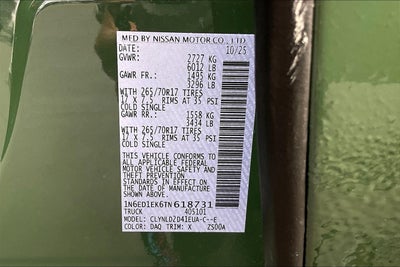 MFD BY NISSAN MOTOR CO., LTD.
DATE: 10/25
GVWR: 2727 KG
6012 LB
GAWR FR.: 1495 KG
3296 LB
WITH 265/70R17 TIRES
17 X 7.5 RIMS AT 35 PSI
COLD SINGLE
GAWR RR.: 1558 KG
3434 LB
WITH 265/70R17 TIRES
17 X 7.5 RIMS AT 35 PSI
COLD SINGLE
THIS VEHICLE CONFORMS TO
ALL APPLICABLE FEDERAL
MOTOR VEHICLE SAFETY
AND THEFT PREVENTION
STANDARDS IN EFFECT ON THE
DATE OF MANUFACTURE
1N6ED1EK6TN618731
TRUCK 405101
MODEL: CLYNLD2D41EUA-C--E
COLOR: DAQ TRIM: X ZS00A